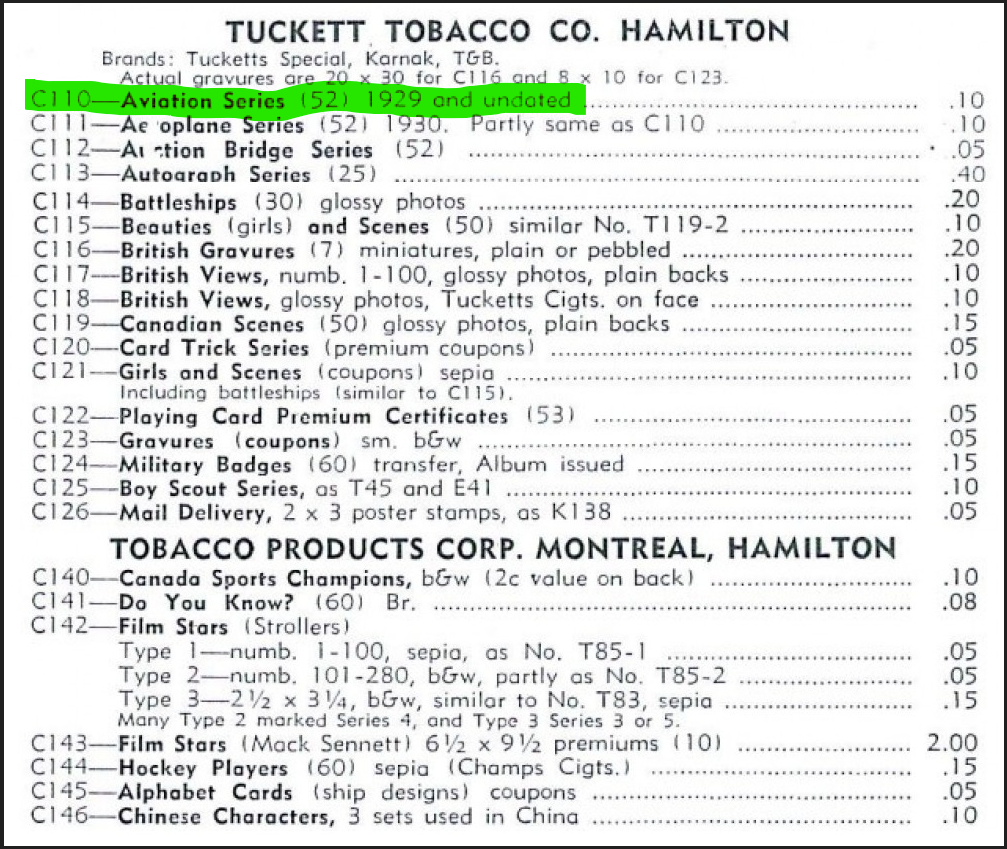 TUCKETT TOBACCO CO. HAMILTON
Brands: Tucketts Special, Karnak, T&B.
Actual gravures are 20 x 30 for C116 and 8 x 10 for C123.
C110—Aviation Series (52) 1929 and undated .10
C111—Ae oplane Series (52) 1930. Partly same as C110 .10
C112—Au tion Bridge Series (52) .05
C113—Autograph Series (25) .40
C114—Battleships (30) glossy photos .20
C115—Beauties (girls) and Scenes (50) similar No. T119-2 .10
C116—British Gravures (7) miniatures, plain or pebbled .20
C117—British Views, numb. 1-100, glossy photos, plain backs .10
C118—British Views, glossy photos, Tucketts Cigts. on face .10
C119—Canadian Scenes (50) glossy photos, plain backs .15
C120—Card Trick Series (premium coupons) .05
C121—Girls and Scenes (coupons) sepia .10
Including battleships (similar to C115).
C122—Playing Card Premium Certificates (53) .05
C123—Gravures (coupons) sm. b&w .05
C124—Military Badges (60) transfer, Album issued .15
C125—Boy Scout Series, as T45 and E41 .10
C126—Mail Delivery, 2 x 3 poster stamps, as K138 .05
TOBACCO PRODUCTS CORP. MONTREAL, HAMILTON
C140—Canada Sports Champions, b&w (2c value on back) .10
C141—Do You Know? (60) Br. .08
C142—Film Stars (Strollers)
Type 1—numb. 1-100, sepia, as No. T85-1 .05
Type 2—numb. 101-280, b&w, partly as No. T85-2 .05
Type 3—2½ x 3¼, b&w, similar to No. T83, sepia .15
Many Type 2 marked Series 4, and Type 3 Series 3 or 5.
C143—Film Stars (Mack Sennett) 6½ x 9½ premiums (10) 2.00
C144—Hockey Players (60) sepia (Champs Cigts.) .15
C145—Alphabet Cards (ship designs) coupons .05
C146—Chinese Characters, 3 sets used in China .10